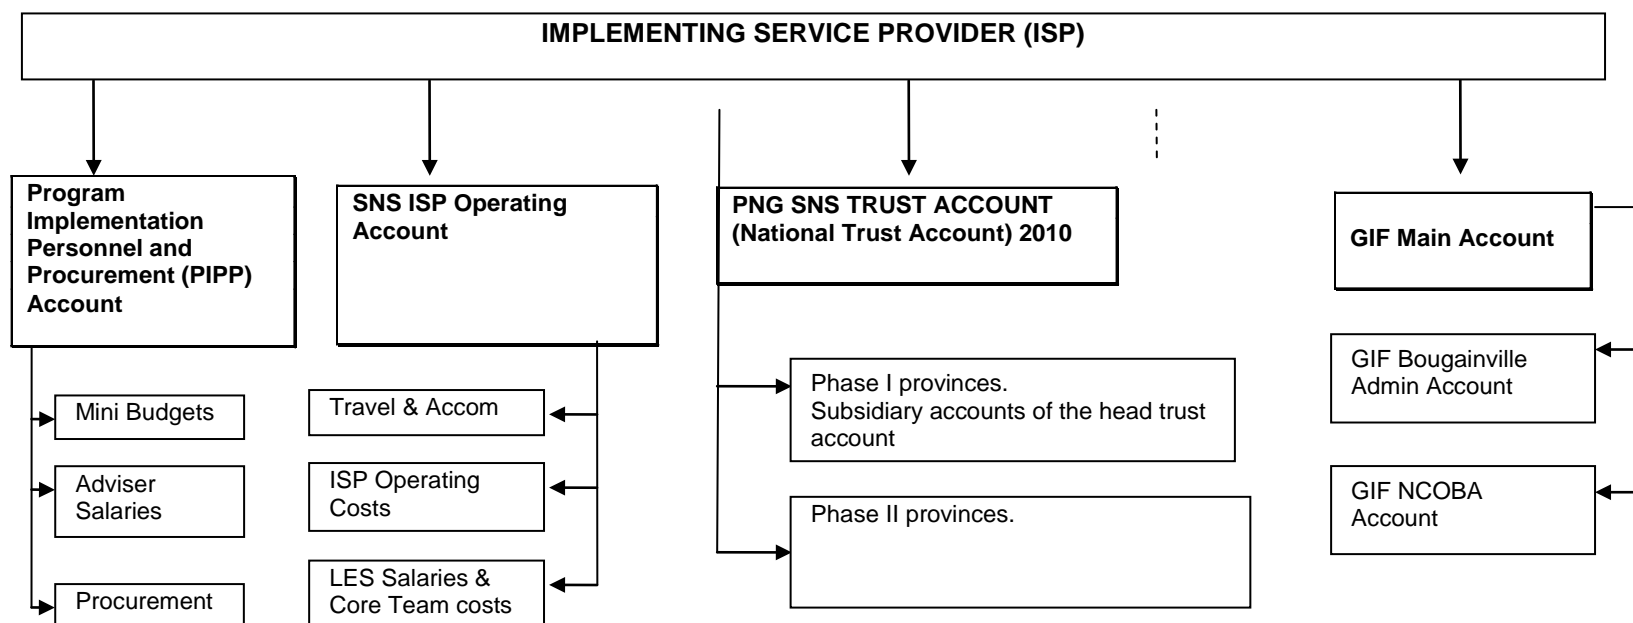 IMPLEMENTING SERVICE PROVIDER (ISP)
Program
Implementation
Personnel and
Procurement (PIPP)
Account
SNS ISP Operating
Account
PNG SNS TRUST ACCOUNT
(National Trust Account) 2010
GIF Main Account
Mini Budgets
Adviser
Salaries
Procurement
Travel & Accom
ISP Operating
Costs
LES Salaries &
Core Team costs
Phase I provinces.
Subsidiary accounts of the head trust
account
Phase II provinces.
GIF Bougainville
Admin Account
GIF NCOBA
Account